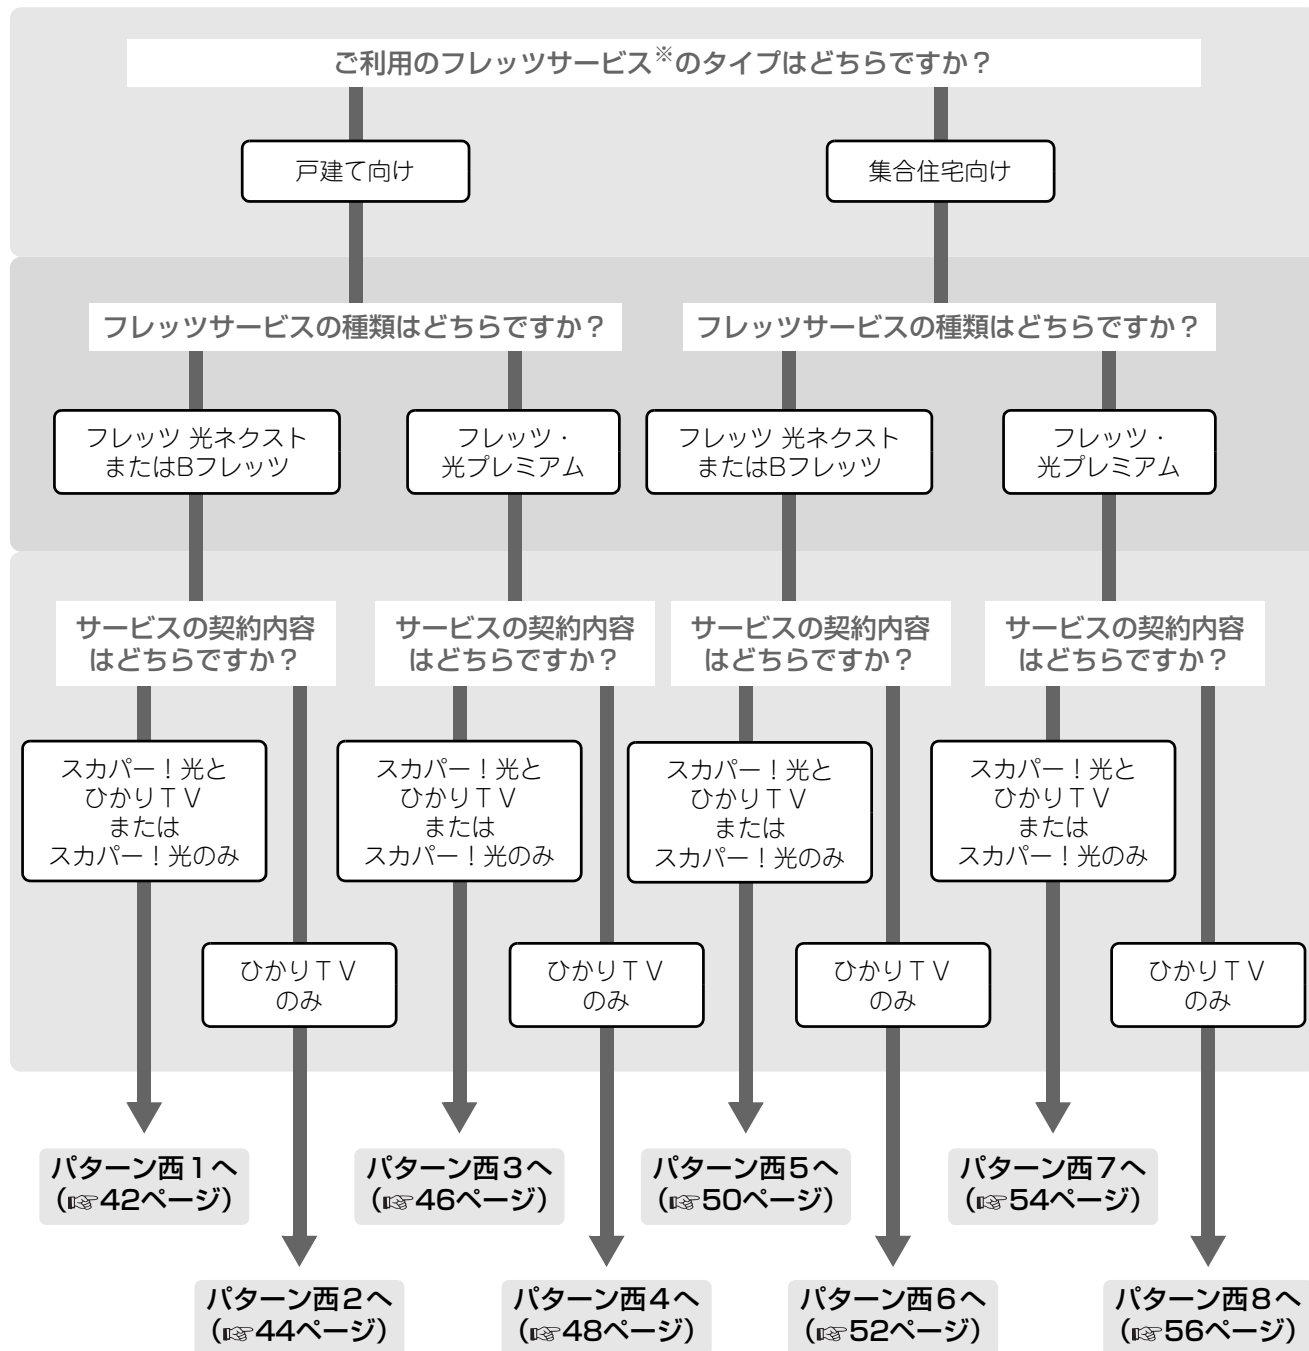 ご利用のフレッツサービス※のタイプはどちらですか？
戸建て向け
集合住宅向け
フレッツサービスの種類はどちらですか？
フレッツサービスの種類はどちらですか？
フレッツ 光ネクスト
またはBフレッツ
フレッツ・
光プレミアム
フレッツ 光ネクスト
またはBフレッツ
フレッツ・
光プレミアム
サービスの契約内容
はどちらですか？
サービスの契約内容
はどちらですか？
サービスの契約内容
はどちらですか？
サービスの契約内容
はどちらですか？
スカパー！光と
ひかりＴＶ
または
スカパー！光のみ
スカパー！光と
ひかりＴＶ
または
スカパー！光のみ
スカパー！光と
ひかりＴＶ
または
スカパー！光のみ
スカパー！光と
ひかりＴＶ
または
スカパー！光のみ
ひかりＴＶ
のみ
ひかりＴＶ
のみ
ひかりＴＶ
のみ
ひかりＴＶ
のみ
パターン西１へ
（☞42ページ）
パターン西３へ
（☞46ページ）
パターン西５へ
（☞50ページ）
パターン西７へ
（☞54ページ）
パターン西２へ
（☞44ページ）
パターン西４へ
（☞48ページ）
パターン西６へ
（☞52ページ）
パターン西８へ
（☞56ページ）